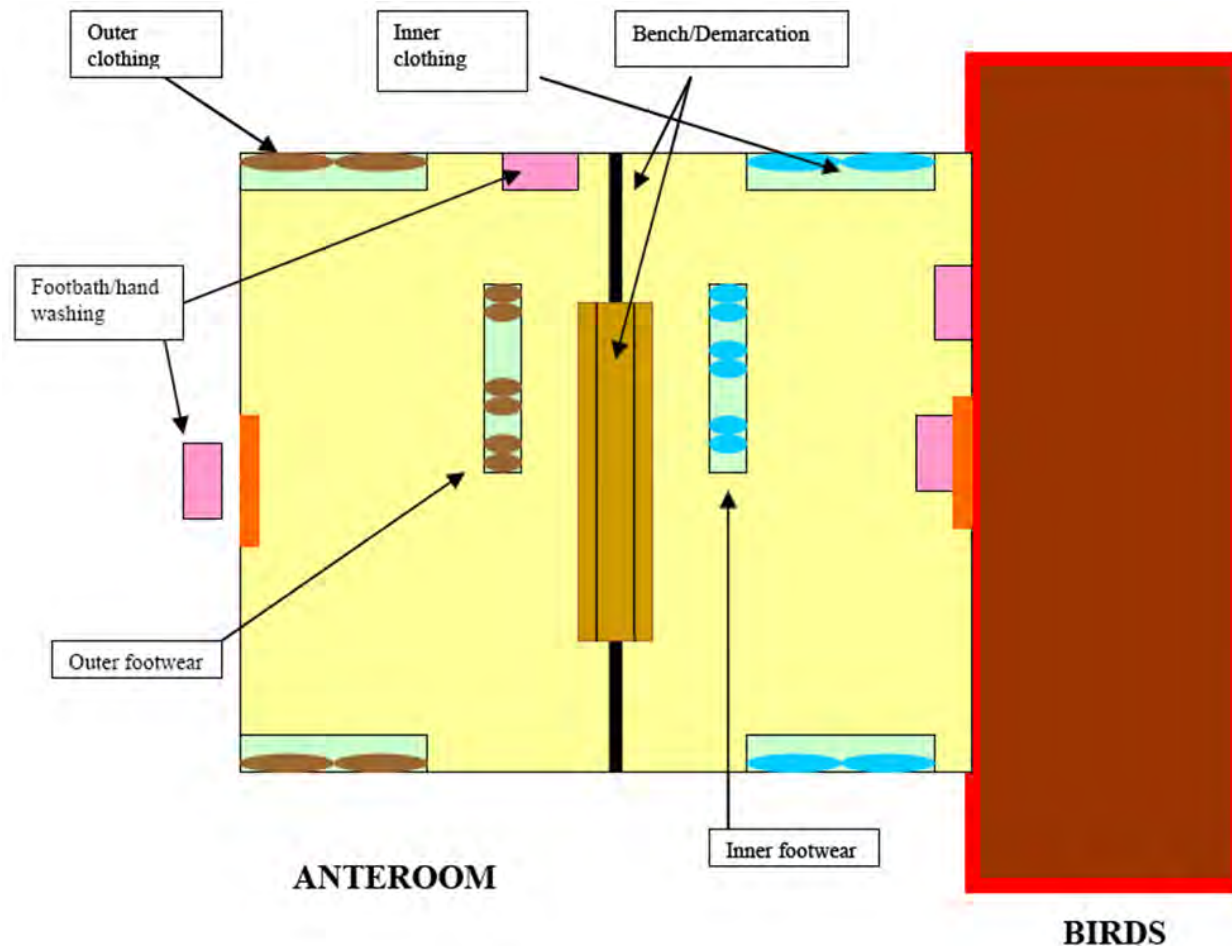 Outer
clothing
Inner
clothing
Bench/Demarcation
Footbath/hand
washing
Outer footwear
Inner footwear
ANTEROOM
BIRDS